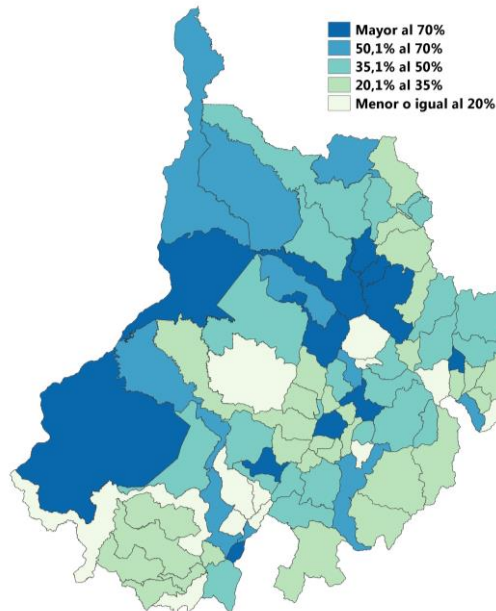 Mayor al 70%
50,1% al 70%
35,1% al 50%
20,1% al 35%
Menor o igual al 20%